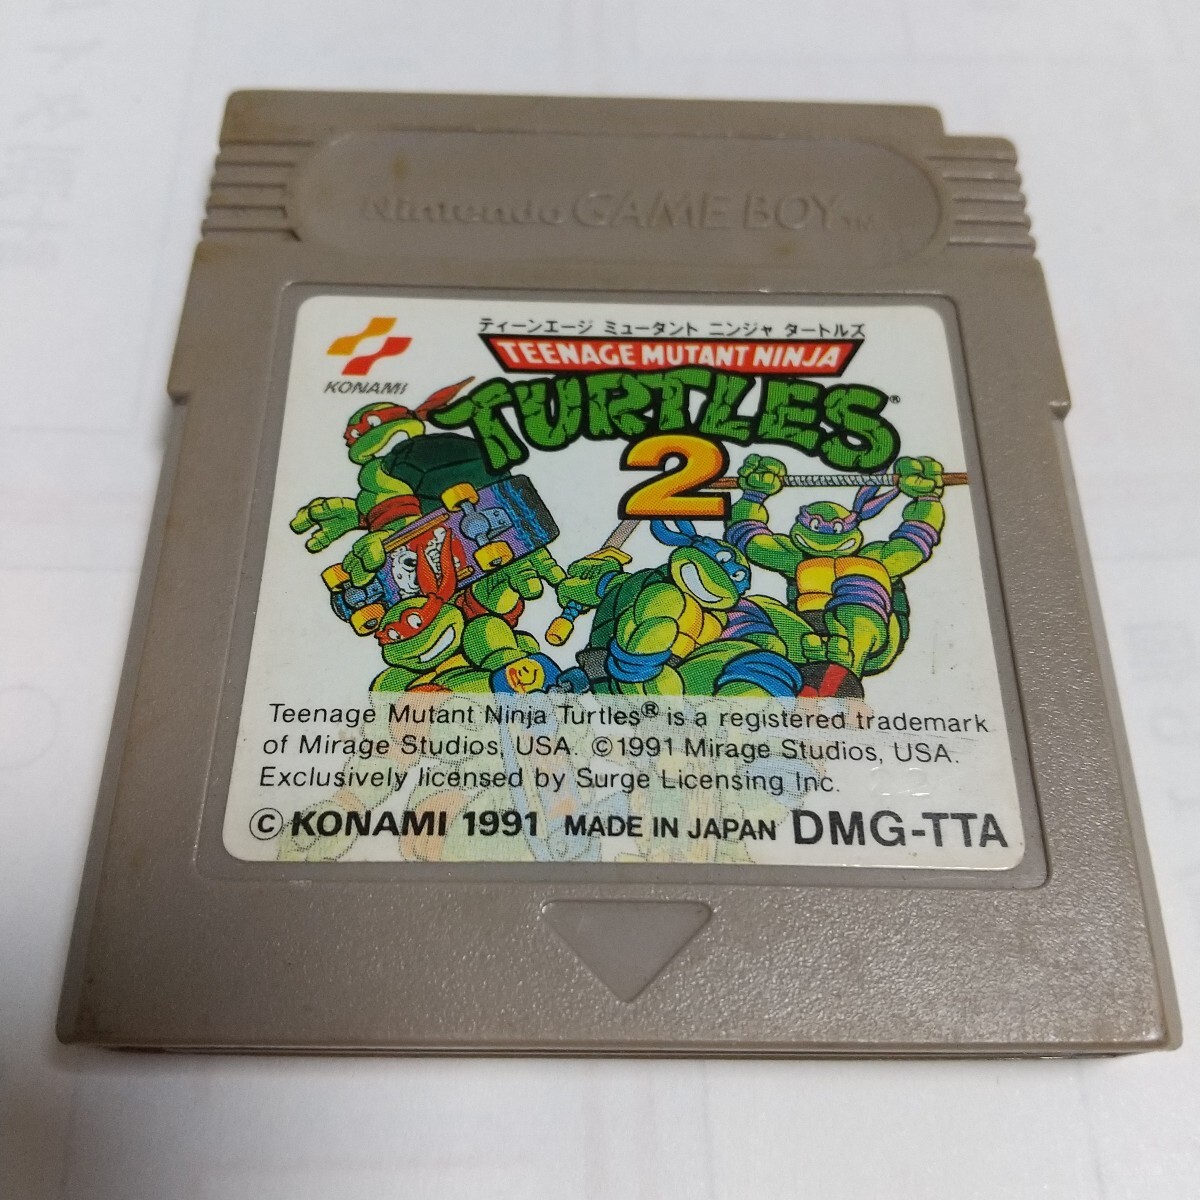 Nintendo GAME BOY™
KONAMI
ティーンエージ ミュータント ニンジャ タートルズ
TEENAGE MUTANT NINJA
TURTLES®
2
Teenage Mutant Ninja Turtles® is a registered trademark
of Mirage Studios, USA. ©1991 Mirage Studios, USA.
Exclusively licensed by Surge Licensing Inc.
© KONAMI 1991 MADE IN JAPAN DMG-TTA